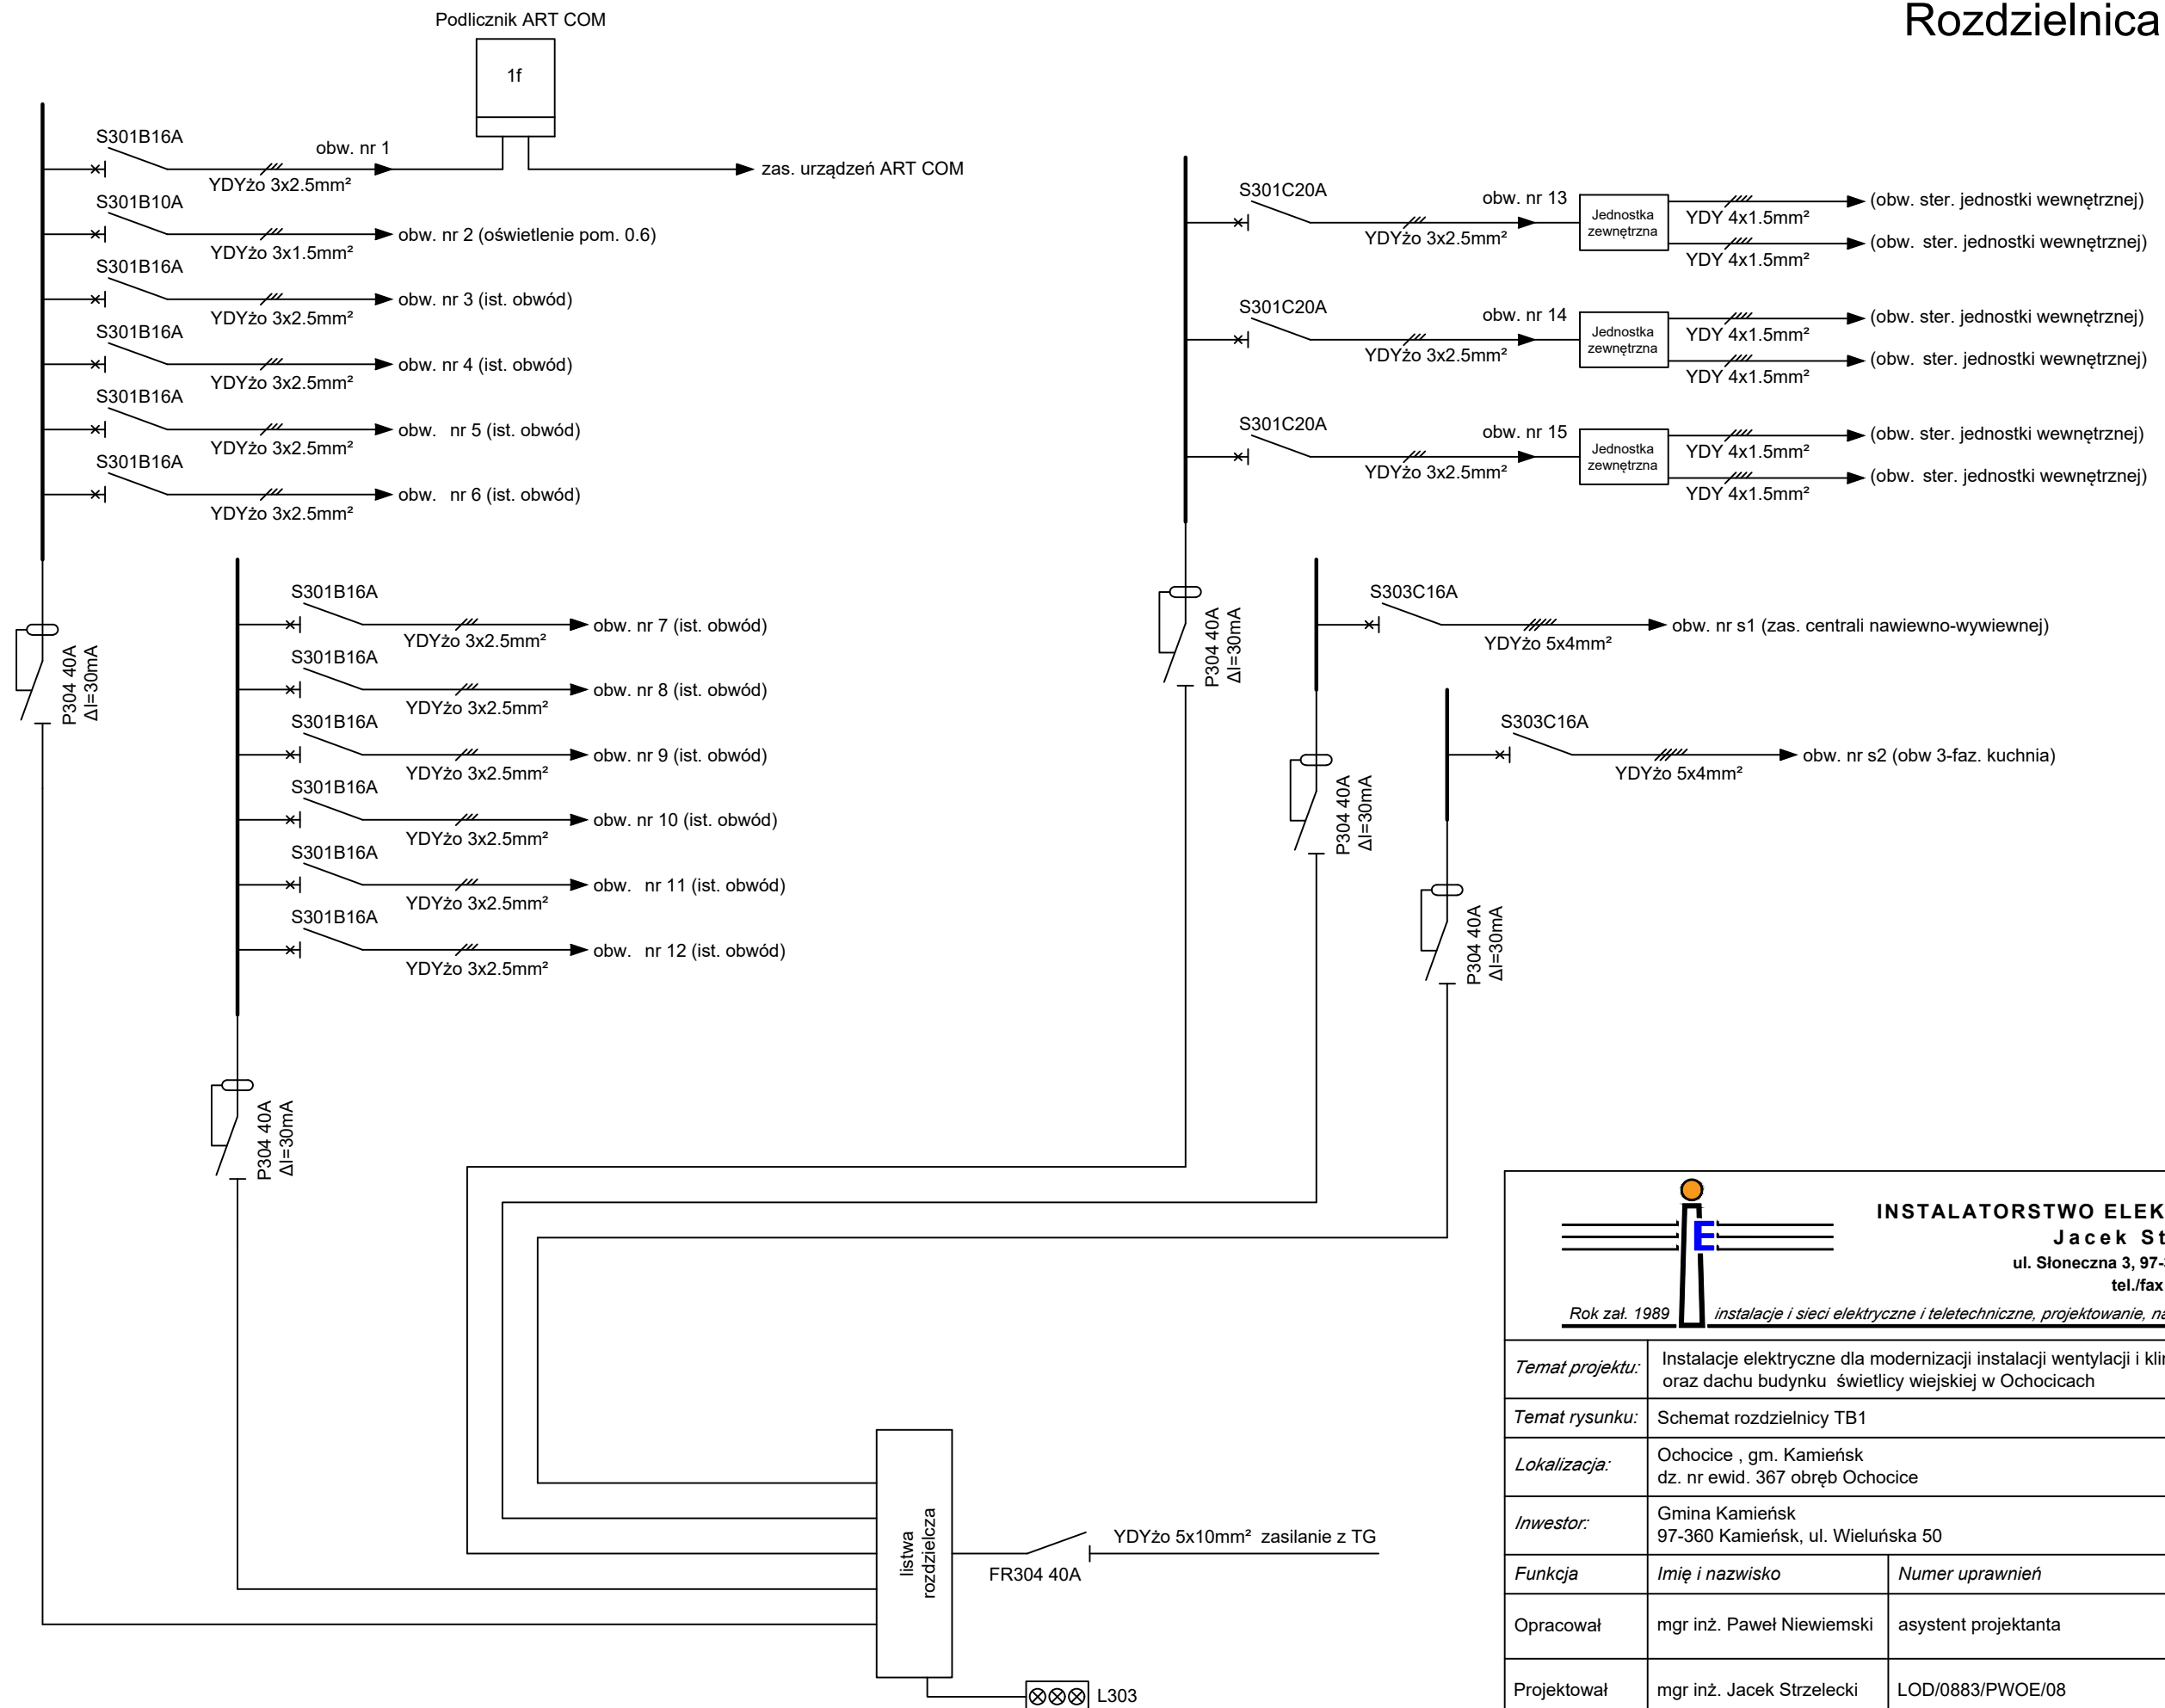 Rozdzielnica
Podlicznik ART COM
1f
S301B16A
obw. nr 1
YDYżo 3x2.5mm²
zas. urządzeń ART COM
S301B10A
YDYżo 3x1.5mm²
obw. nr 2 (oświetlenie pom. 0.6)
S301B16A
YDYżo 3x2.5mm²
obw. nr 3 (ist. obwód)
S301B16A
YDYżo 3x2.5mm²
obw. nr 4 (ist. obwód)
S301B16A
YDYżo 3x2.5mm²
obw. nr 5 (ist. obwód)
S301B16A
YDYżo 3x2.5mm²
obw. nr 6 (ist. obwód)
P304 40A
ΔI=30mA
S301B16A
YDYżo 3x2.5mm²
obw. nr 7 (ist. obwód)
S301B16A
YDYżo 3x2.5mm²
obw. nr 8 (ist. obwód)
S301B16A
YDYżo 3x2.5mm²
obw. nr 9 (ist. obwód)
S301B16A
YDYżo 3x2.5mm²
obw. nr 10 (ist. obwód)
S301B16A
YDYżo 3x2.5mm²
obw. nr 11 (ist. obwód)
S301B16A
YDYżo 3x2.5mm²
obw. nr 12 (ist. obwód)
P304 40A
ΔI=30mA
S301C20A
YDYżo 3x2.5mm²
obw. nr 13
Jednostka
zewnętrzna
YDY 4x1.5mm²
(obw. ster. jednostki wewnętrznej)
YDY 4x1.5mm²
(obw. ster. jednostki wewnętrznej)
S301C20A
YDYżo 3x2.5mm²
obw. nr 14
Jednostka
zewnętrzna
YDY 4x1.5mm²
(obw. ster. jednostki wewnętrznej)
YDY 4x1.5mm²
(obw. ster. jednostki wewnętrznej)
S301C20A
YDYżo 3x2.5mm²
obw. nr 15
Jednostka
zewnętrzna
YDY 4x1.5mm²
(obw. ster. jednostki wewnętrznej)
YDY 4x1.5mm²
(obw. ster. jednostki wewnętrznej)
P304 40A
ΔI=30mA
S303C16A
YDYżo 5x4mm²
obw. nr s1 (zas. centrali nawiewno-wywiewnej)
P304 40A
ΔI=30mA
S303C16A
YDYżo 5x4mm²
obw. nr s2 (obw 3-faz. kuchnia)
P304 40A
ΔI=30mA
listwa
rozdzielcza
FR304 40A
YDYżo 5x10mm² zasilanie z TG
L303
E
INSTALATORSTWO ELEK
Jacek St
ul. Słoneczna 3, 97-
tel./fax
Rok zał. 1989
instalacje i sieci elektryczne i teletechniczne, projektowanie, na
Temat projektu:
Instalacje elektryczne dla modernizacji instalacji wentylacji i kli
oraz dachu budynku świetlicy wiejskiej w Ochocicach
Temat rysunku:
Schemat rozdzielnicy TB1
Lokalizacja:
Ochocice , gm. Kamieńsk
dz. nr ewid. 367 obręb Ochocice
Inwestor:
Gmina Kamieńsk
97-360 Kamieńsk, ul. Wieluńska 50
Funkcja
Imię i nazwisko
Numer uprawnień
Opracował
mgr inż. Paweł Niewiemski
asystent projektanta
Projektował
mgr inż. Jacek Strzelecki
LOD/0883/PWOE/08